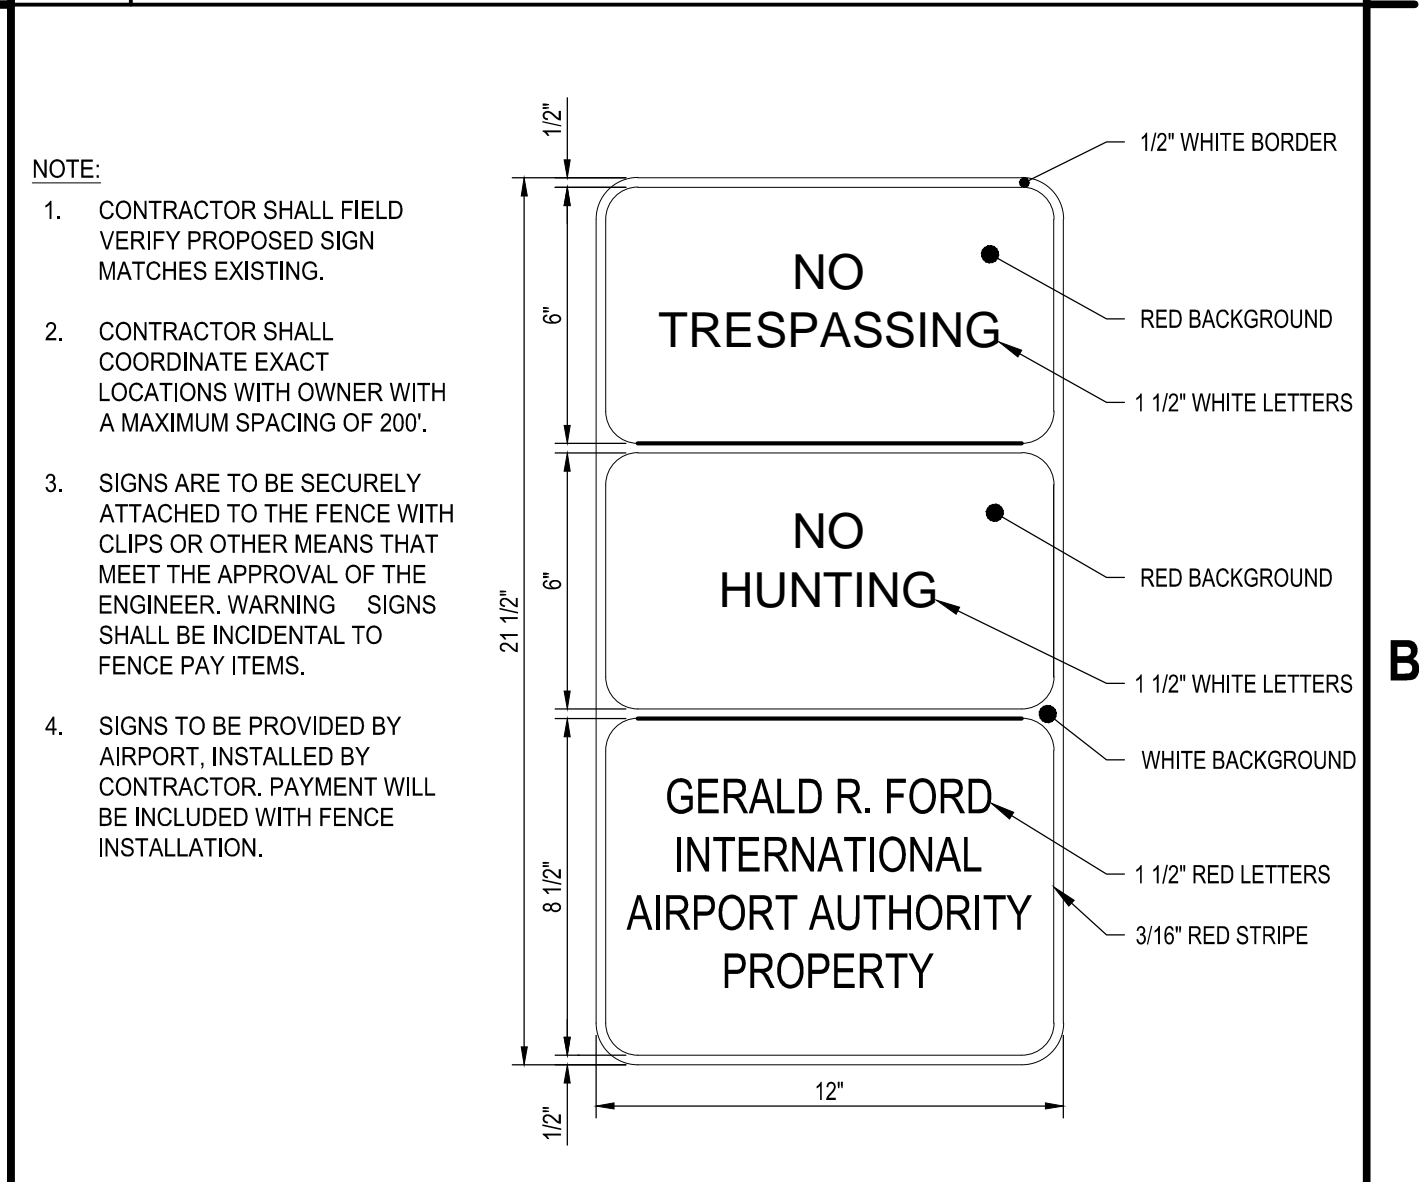 NOTE:
1. CONTRACTOR SHALL FIELD
VERIFY PROPOSED SIGN
MATCHES EXISTING.
2. CONTRACTOR SHALL
COORDINATE EXACT
LOCATIONS WITH OWNER WITH
A MAXIMUM SPACING OF 200'.
3. SIGNS ARE TO BE SECURELY
ATTACHED TO THE FENCE WITH
CLIPS OR OTHER MEANS THAT
MEET THE APPROVAL OF THE
ENGINEER. WARNING SIGNS
SHALL BE INCIDENTAL TO
FENCE PAY ITEMS.
4. SIGNS TO BE PROVIDED BY
AIRPORT, INSTALLED BY
CONTRACTOR. PAYMENT WILL
BE INCLUDED WITH FENCE
INSTALLATION.
1/2"
6"
6"
21 1/2"
8 1/2"
1/2"
12"
NO
TRESPASSING
NO
HUNTING
GERALD R. FORD
INTERNATIONAL
AIRPORT AUTHORITY
PROPERTY
1/2" WHITE BORDER
RED BACKGROUND
1 1/2" WHITE LETTERS
RED BACKGROUND
1 1/2" WHITE LETTERS
WHITE BACKGROUND
1 1/2" RED LETTERS
3/16" RED STRIPE
B